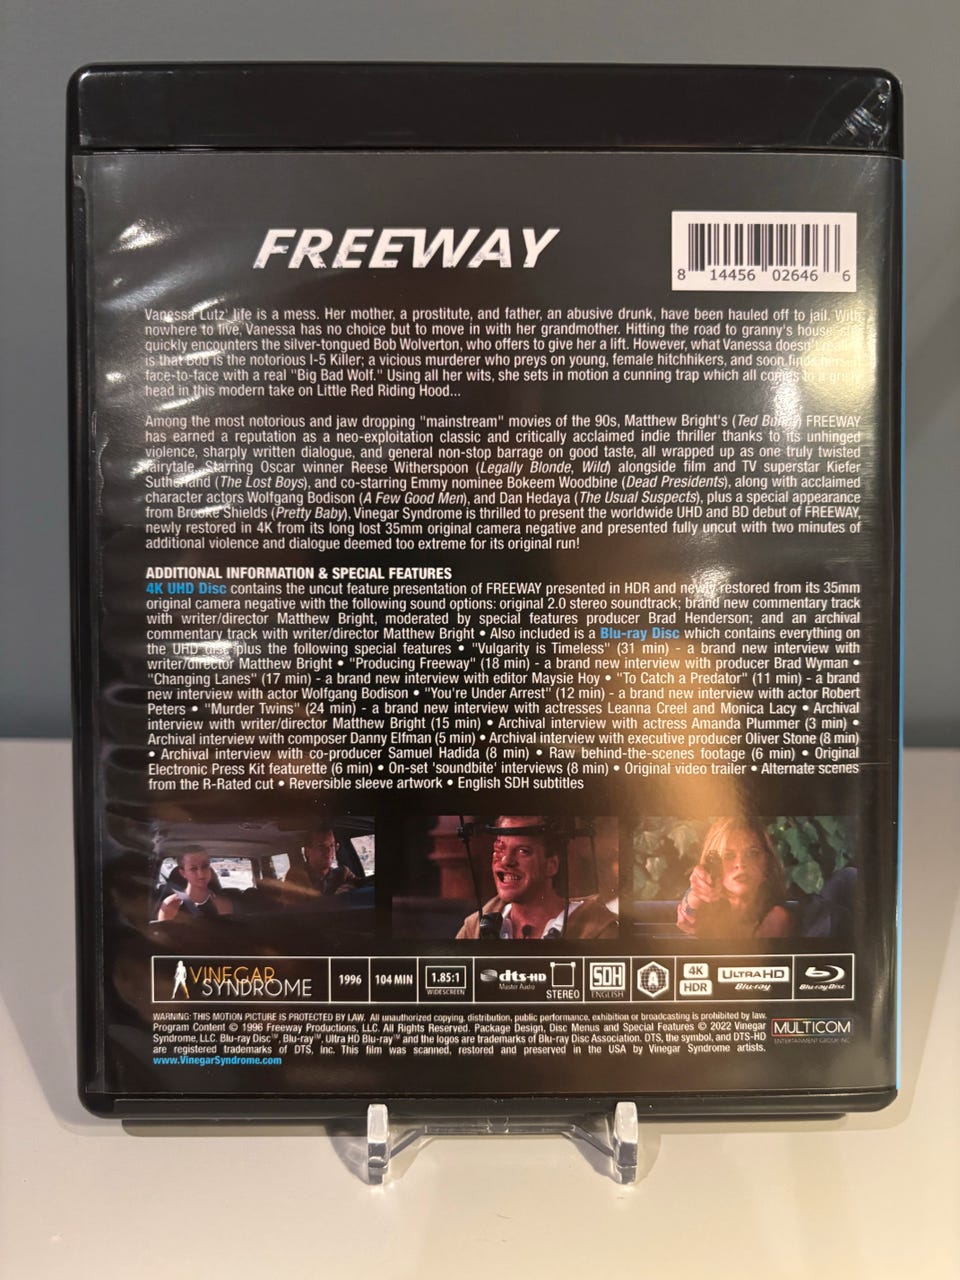 FREEWAY
8 14456 02646 6
Vanessa Lutz' life is a mess. Her mother, a prostitute, and father, an abusive drunk, have been hauled off to jail. With
nowhere to live, Vanessa has no choice but to move in with her grandmother. Hitting the road to granny's house,
quickly encounters the silver-tongued Bob Wolverton, who offers to give her a lift. However, what Vanessa doesn't
is that Bob is the notorious I-5 Killer; a vicious murderer who preys on young, female hitchhikers, and soon finds herself
face-to-face with a real "Big Bad Wolf." Using all her wits, she sets in motion a cunning trap which all comes to a grisly
head in this modern take on Little Red Riding Hood...
Among the most notorious and jaw dropping "mainstream" movies of the 90s, Matthew Bright's (Ted Bundy) FREEWAY
has earned a reputation as a neo-exploitation classic and critically acclaimed indie thriller thanks to its unhinged
violence, sharply written dialogue, and general non-stop barrage on good taste, all wrapped up as one truly twisted
fairytale. Starring Oscar winner Reese Witherspoon (Legally Blonde, Wild) alongside film and TV superstar Kiefer
Sutherland (The Lost Boys), and co-starring Emmy nominee Bokeem Woodbine (Dead Presidents), along with acclaimed
character actors Wolfgang Bodison (A Few Good Men), and Dan Hedaya (The Usual Suspects), plus a special appearance
from Brooke Shields (Pretty Baby), Vinegar Syndrome is thrilled to present the worldwide UHD and BD debut of FREEWAY,
newly restored in 4K from its long lost 35mm original camera negative and presented fully uncut with two minutes of
additional violence and dialogue deemed too extreme for its original run!
ADDITIONAL INFORMATION & SPECIAL FEATURES
4K UHD Disc contains the uncut feature presentation of FREEWAY presented in HDR and newly restored from its 35mm
original camera negative with the following sound options: original 2.0 stereo soundtrack; brand new commentary track
with writer/director Matthew Bright, moderated by special features producer Brad Henderson; and an archival
commentary track with writer/director Matthew Bright • Also included is a Blu-ray Disc which contains everything on
the UHD disc plus the following special features • "Vulgarity is Timeless" (31 min) - a brand new interview with
writer/director Matthew Bright • "Producing Freeway" (18 min) - a brand new interview with producer Brad Wyman •
"Changing Lanes" (17 min) - a brand new interview with editor Maysie Hoy • "To Catch a Predator" (11 min) - a brand
new interview with actor Wolfgang Bodison • "You're Under Arrest" (12 min) - a brand new interview with actor Robert
Peters • "Murder Twins" (24 min) - a brand new interview with actresses Leanna Creel and Monica Lacy • Archival
interview with writer/director Matthew Bright (15 min) • Archival interview with actress Amanda Plummer (3 min) •
Archival interview with composer Danny Elfman (5 min) • Archival interview with executive producer Oliver Stone (8 min)
• Archival interview with co-producer Samuel Hadida (8 min) • Raw behind-the-scenes footage (6 min) • Original
Electronic Press Kit featurette (6 min) • On-set 'soundbite' interviews (8 min) • Original video trailer • Alternate scenes
from the R-Rated cut • Reversible sleeve artwork • English SDH subtitles
VINEGAR SYNDROME 1996 104 MIN 1.85:1 WIDESCREEN dts-HD Master Audio STEREO SDH ENGLISH A 4K HDR ULTRA HD Blu-ray Blu-ray Disc
WARNING: THIS MOTION PICTURE IS PROTECTED BY LAW. All unauthorized copying, distribution, public performance, exhibition or broadcasting is prohibited by law.
Program Content © 1996 Freeway Productions, LLC. All Rights Reserved. Package Design, Disc Menus and Special Features © 2022 Vinegar
Syndrome, LLC. Blu-ray Disc™, Blu-ray™, Ultra HD Blu-ray™ and the logos are trademarks of Blu-ray Disc Association. DTS, the symbol, and DTS-HD
are registered trademarks of DTS, Inc. This film was scanned, restored and preserved in the USA by Vinegar Syndrome artists.
www.VinegarSyndrome.com
MULTICOM
ENTERTAINMENT GROUP INC